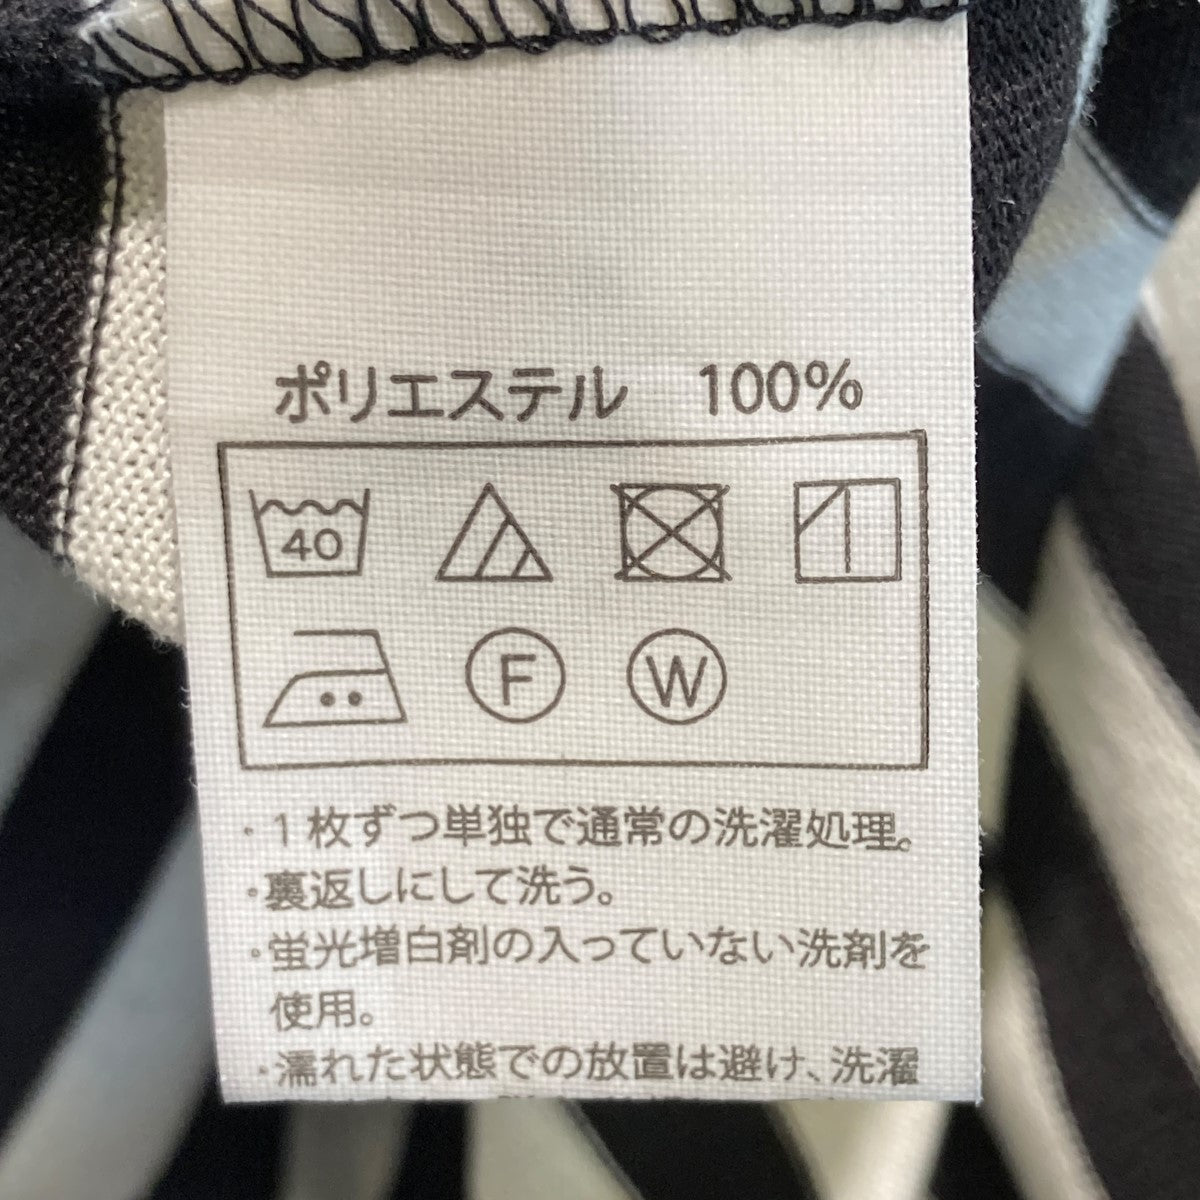 ポリエステル 100%
40
F W
・1枚ずつ単独で通常の洗濯処理。
・裏返しにして洗う。
・蛍光増白剤の入っていない洗剤を
使用。
・濡れた状態での放置は避け、洗濯